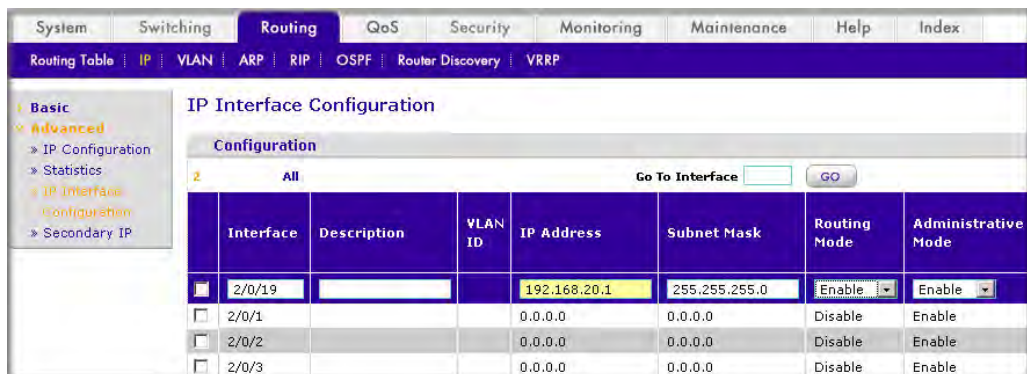 System Switching Routing QoS Security Monitoring Maintenance Help Index
Routing Table IP VLAN ARP RIP OSPF Router Discovery VRRP
Basic
Advanced
» IP Configuration
» Statistics
» IP Interface
Configuration
» Secondary IP
IP Interface Configuration
Configuration
2 All Go To Interface GO
Interface Description VLAN ID IP Address Subnet Mask Routing Mode Administrative Mode
2/0/19 192.168.20.1 255.255.255.0 Enable Enable
2/0/1 0.0.0.0 0.0.0.0 Disable Enable
2/0/2 0.0.0.0 0.0.0.0 Disable Enable
2/0/3 0.0.0.0 0.0.0.0 Disable Enable